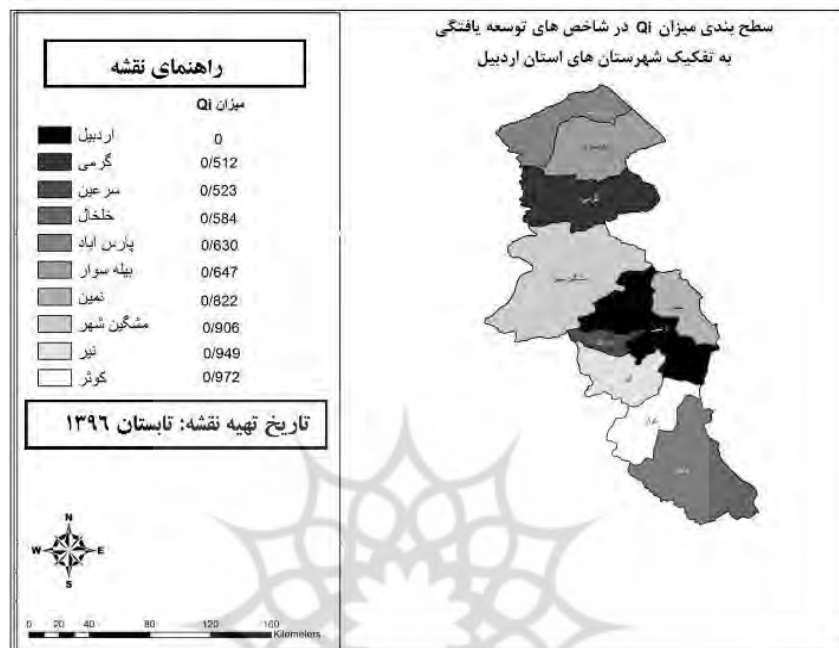 سطح بندی میزان Qi در شاخص های توسعه یافتگی
به تفکیک شهرستان های استان اردبیل
راهنمای نقشه
میزان Qi
اردبیل 0
گرمی 0/512
سرعین 0/523
خلخال 0/584
پارس اباد 0/630
بیله سوار 0/647
نمین 0/822
مشگین شهر 0/906
نیر 0/949
کوثر 0/972
تاریخ تهیه نقشه: تابستان ۱۳۹۶
N
W E
S
0 20 40 80 120 160
Kilometers